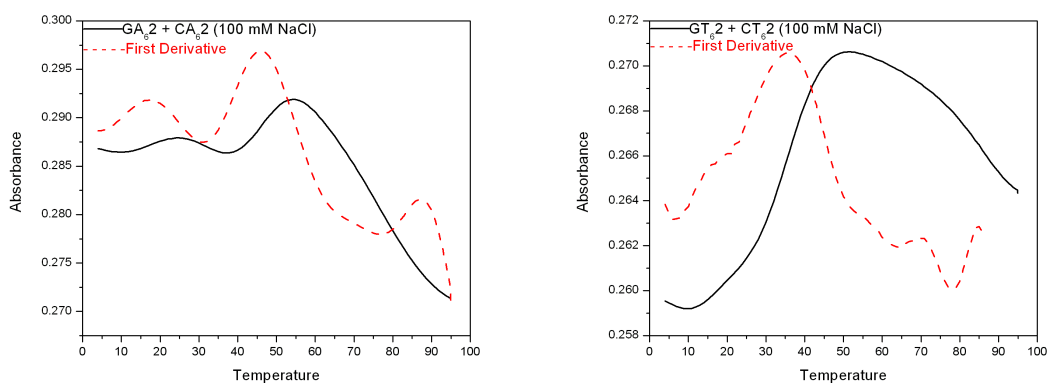 GA₆2 + CA₆2 (100 mM NaCl)
First Derivative
0.300
0.295
0.290
0.285
0.280
0.275
0.270
Absorbance
0 10 20 30 40 50 60 70 80 90 100
Temperature
GT₆2 + CT₆2 (100 mM NaCl)
First Derivative
0.272
0.270
0.268
0.266
0.264
0.262
0.260
0.258
Absorbance
0 10 20 30 40 50 60 70 80 90 100
Temperature